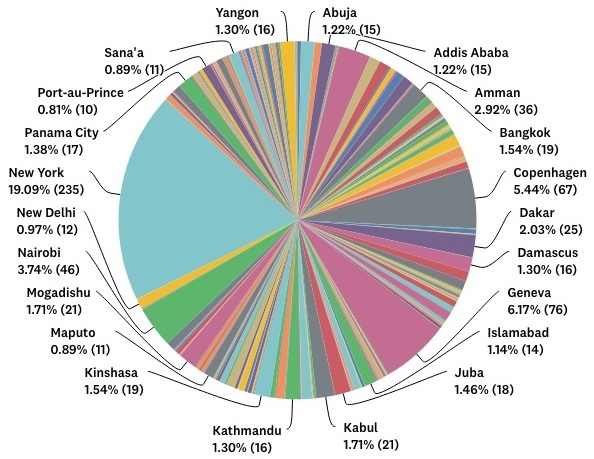 Yangon
1.30% (16)
Abuja
1.22% (15)
Addis Ababa
1.22% (15)
Amman
2.92% (36)
Bangkok
1.54% (19)
Copenhagen
5.44% (67)
Dakar
2.03% (25)
Damascus
1.30% (16)
Geneva
6.17% (76)
Islamabad
1.14% (14)
Juba
1.46% (18)
Kabul
1.71% (21)
Kathmandu
1.30% (16)
Kinshasa
1.54% (19)
Maputo
0.89% (11)
Mogadishu
1.71% (21)
Nairobi
3.74% (46)
New Delhi
0.97% (12)
New York
19.09% (235)
Panama City
1.38% (17)
Port-au-Prince
0.81% (10)
Sana'a
0.89% (11)